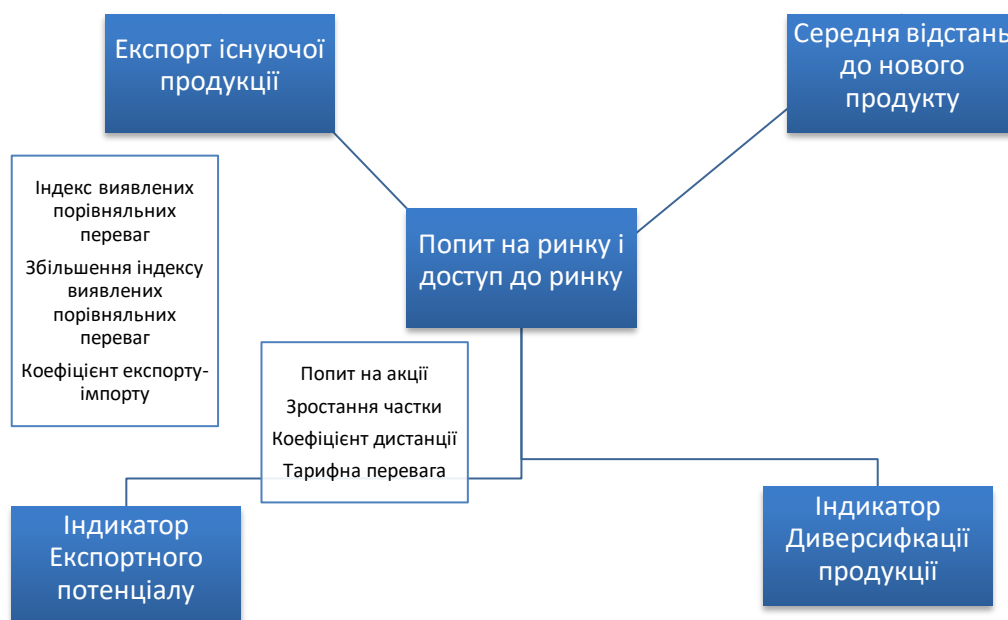 Експорт існуючої
продукції
Середня відстань
до нового
продукту
Індекс виявлених
порівняльних
переваг
Збільшення індексу
виявлених
порівняльних
переваг
Коефіцієнт експорту-
імпорту
Попит на ринку і
доступ до ринку
Попит на акції
Зростання частки
Коефіцієнт дистанції
Тарифна перевага
Індикатор
Експортного
потенціалу
Індикатор
Диверсифкації
продукції